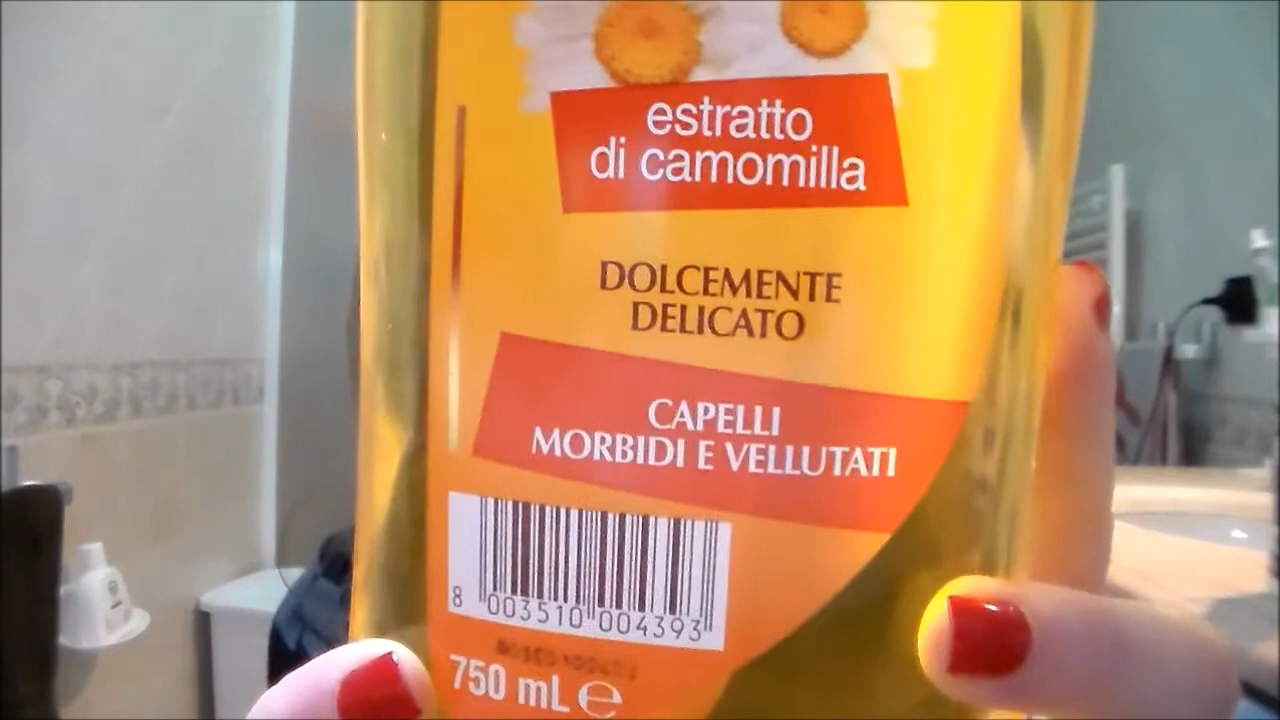 estratto
di camomilla
DOLCEMENTE
DELICATO
CAPELLI
MORBIDI E VELLUTATI
8 003510 004393
750 mL ℮